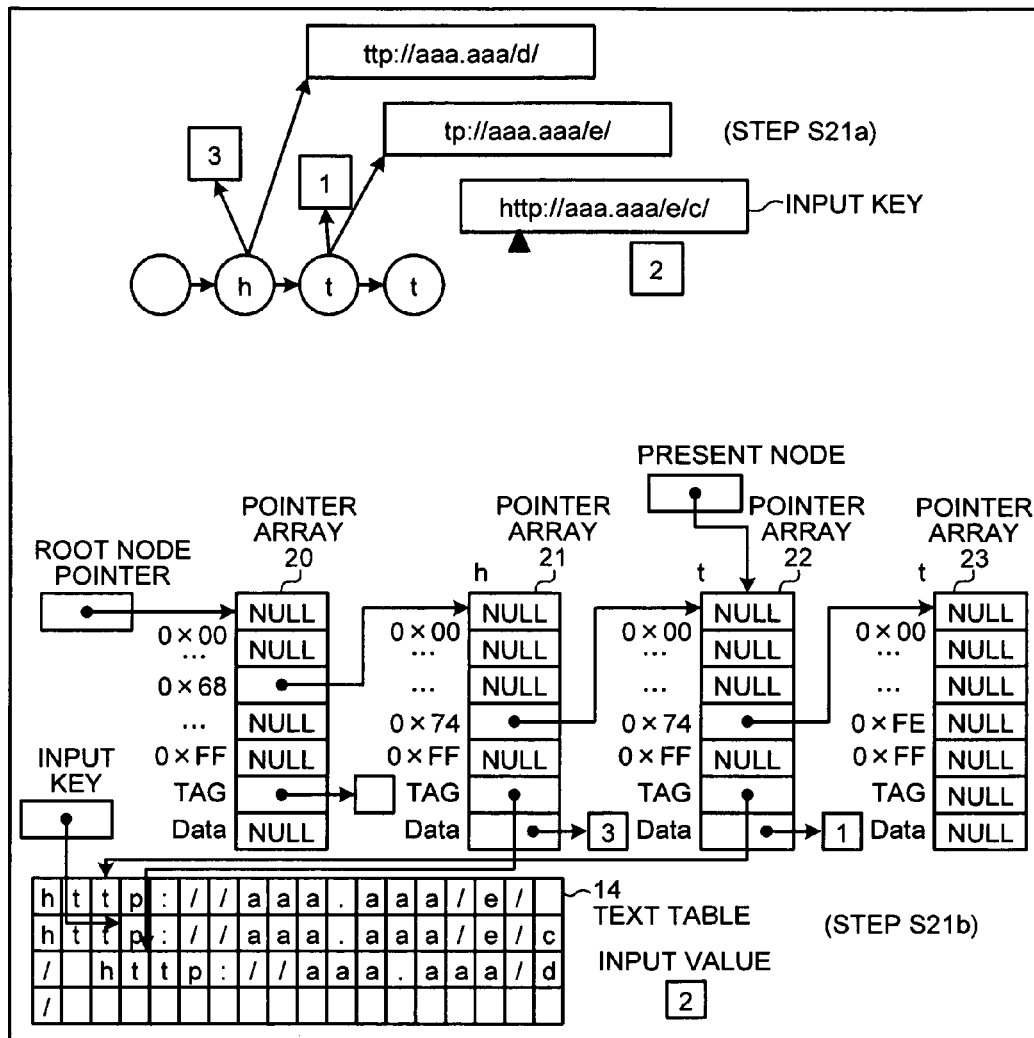 ttp://aaa.aaa/d/
tp://aaa.aaa/e/
(STEP S21a)
3
1
http://aaa.aaa/e/c/
INPUT KEY
2
h
t
t
PRESENT NODE
ROOT NODE
POINTER
POINTER
ARRAY
20
POINTER
ARRAY
21
POINTER
ARRAY
22
POINTER
ARRAY
23
h
t
t
NULL
NULL
NULL
NULL
0×00
NULL
0×00
NULL
0×00
NULL
0×00
NULL
...
...
...
...
0×68
...
NULL
...
NULL
...
NULL
...
NULL
0×74
0×74
0×FE
NULL
0×FF
NULL
0×FF
NULL
0×FF
NULL
0×FF
NULL
INPUT
KEY
TAG
TAG
TAG
TAG
NULL
Data
NULL
Data
3
Data
1
Data
NULL
h t t p : / / a a a . a a a / e /
h t t p : / / a a a . a a a / e / c
/ h t t p : / / a a a . a a a / d
/
14
TEXT TABLE
(STEP S21b)
INPUT VALUE
2